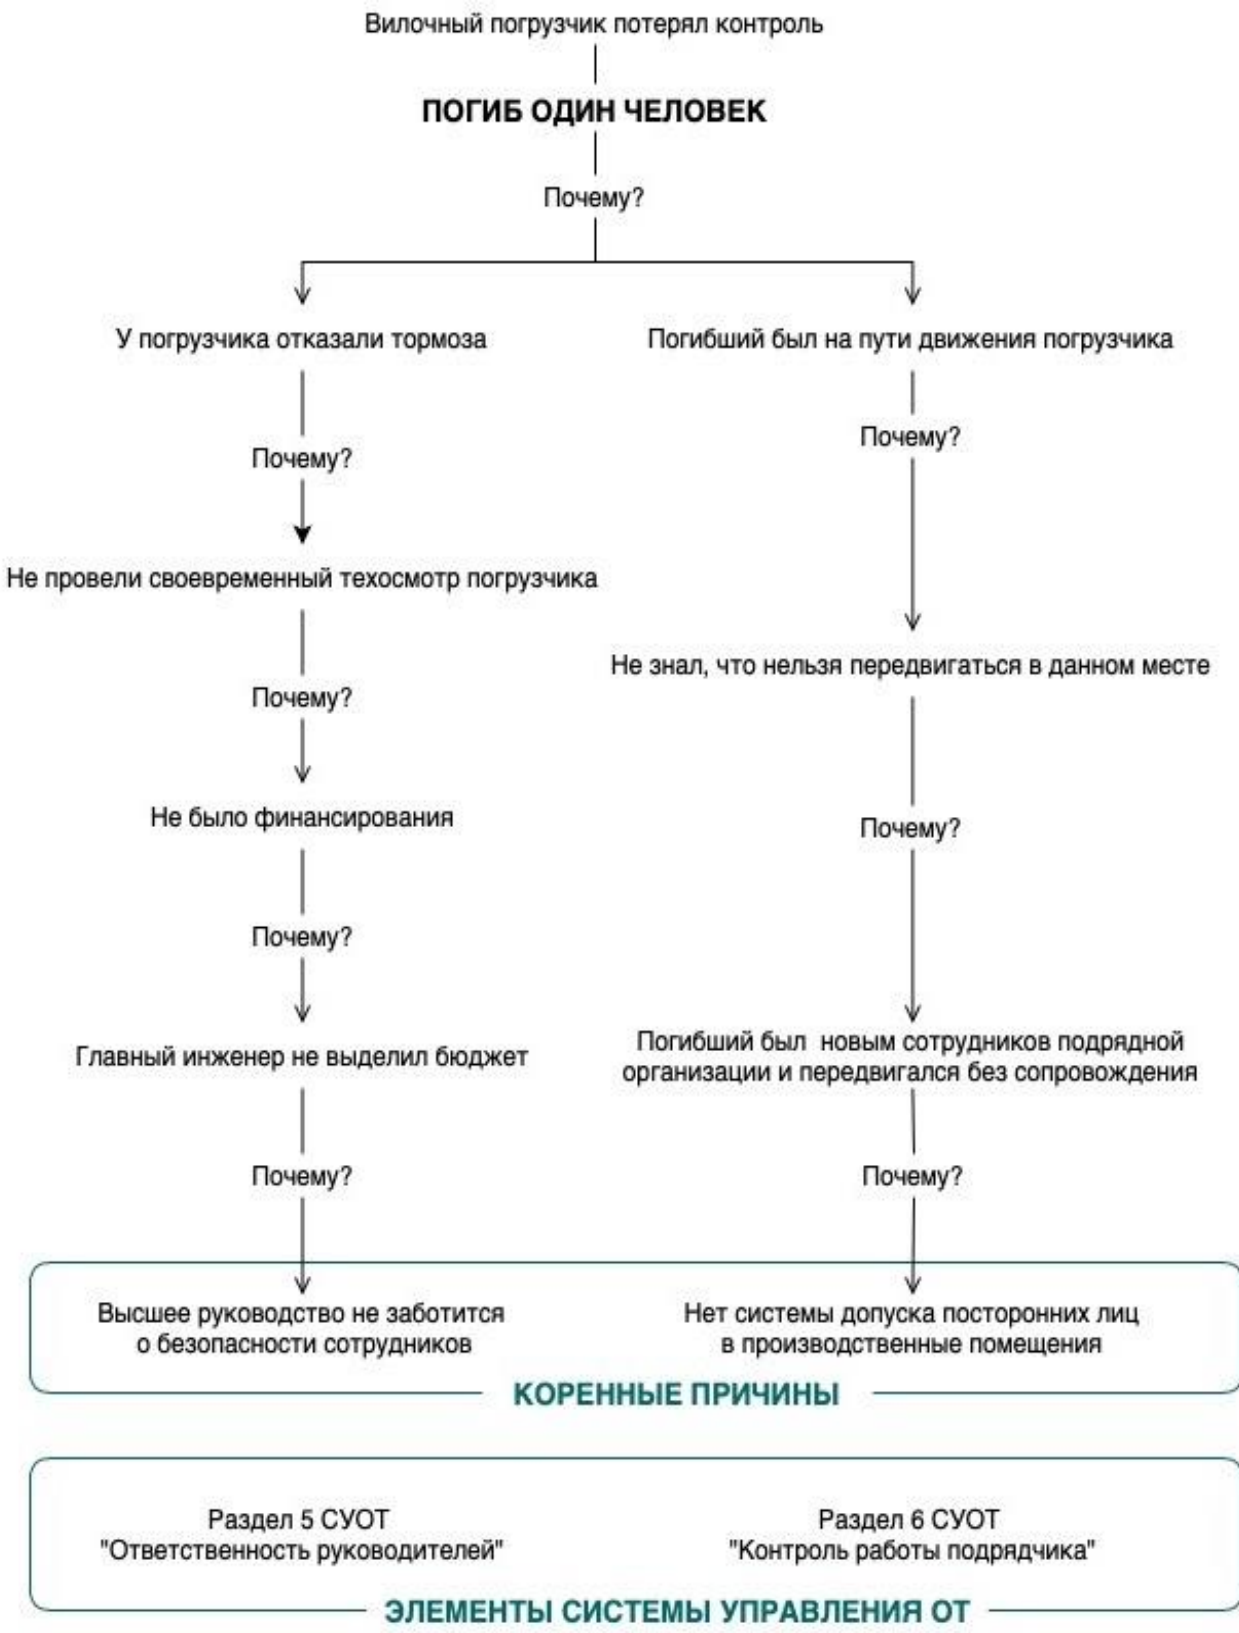 Вилочный погрузчик потерял контроль
ПОГИБ ОДИН ЧЕЛОВЕК
Почему?
У погрузчика отказали тормоза
Почему?
Не провели своевременный техосмотр погрузчика
Почему?
Не было финансирования
Почему?
Главный инженер не выделил бюджет
Почему?
Высшее руководство не заботится
о безопасности сотрудников
Погибший был на пути движения погрузчика
Почему?
Не знал, что нельзя передвигаться в данном месте
Почему?
Погибший был новым сотрудников подрядной
организации и передвигался без сопровождения
Почему?
Нет системы допуска посторонних лиц
в производственные помещения
КОРЕННЫЕ ПРИЧИНЫ
Раздел 5 СУОТ
"Ответственность руководителей"
Раздел 6 СУОТ
"Контроль работы подрядчика"
ЭЛЕМЕНТЫ СИСТЕМЫ УПРАВЛЕНИЯ ОТ